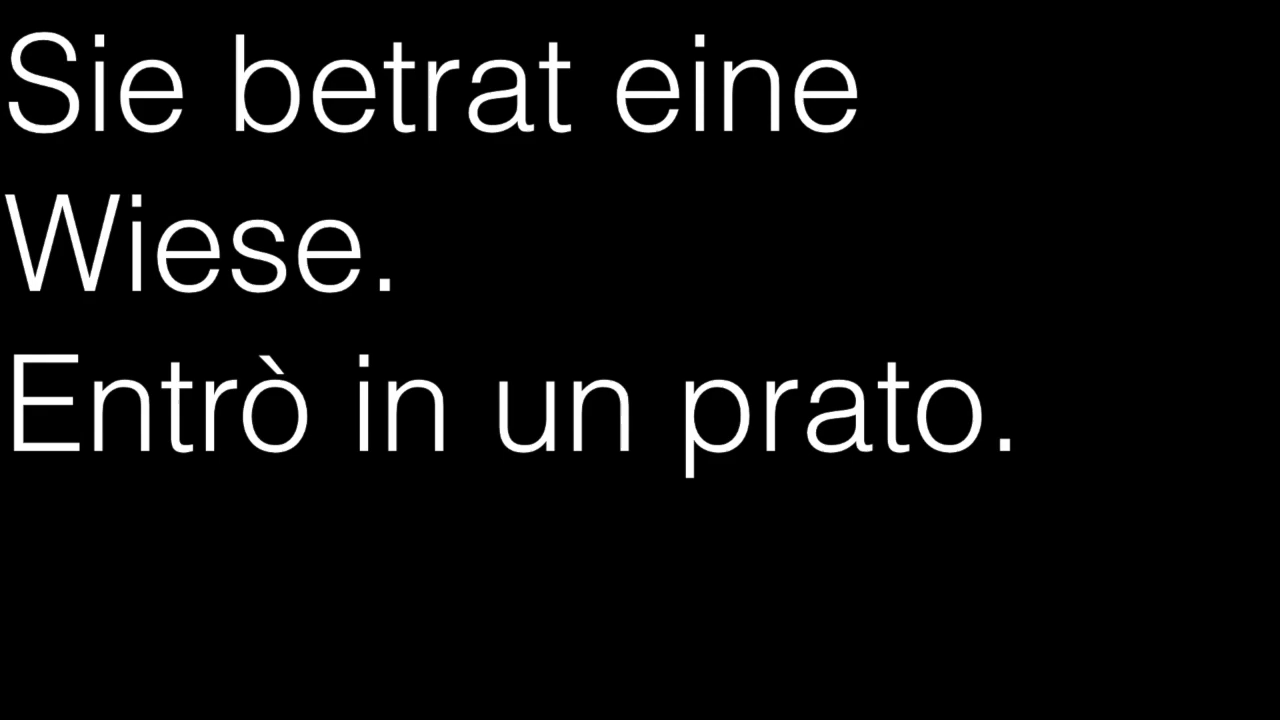 Sie betrat eine
Wiese.
Entrò in un prato.